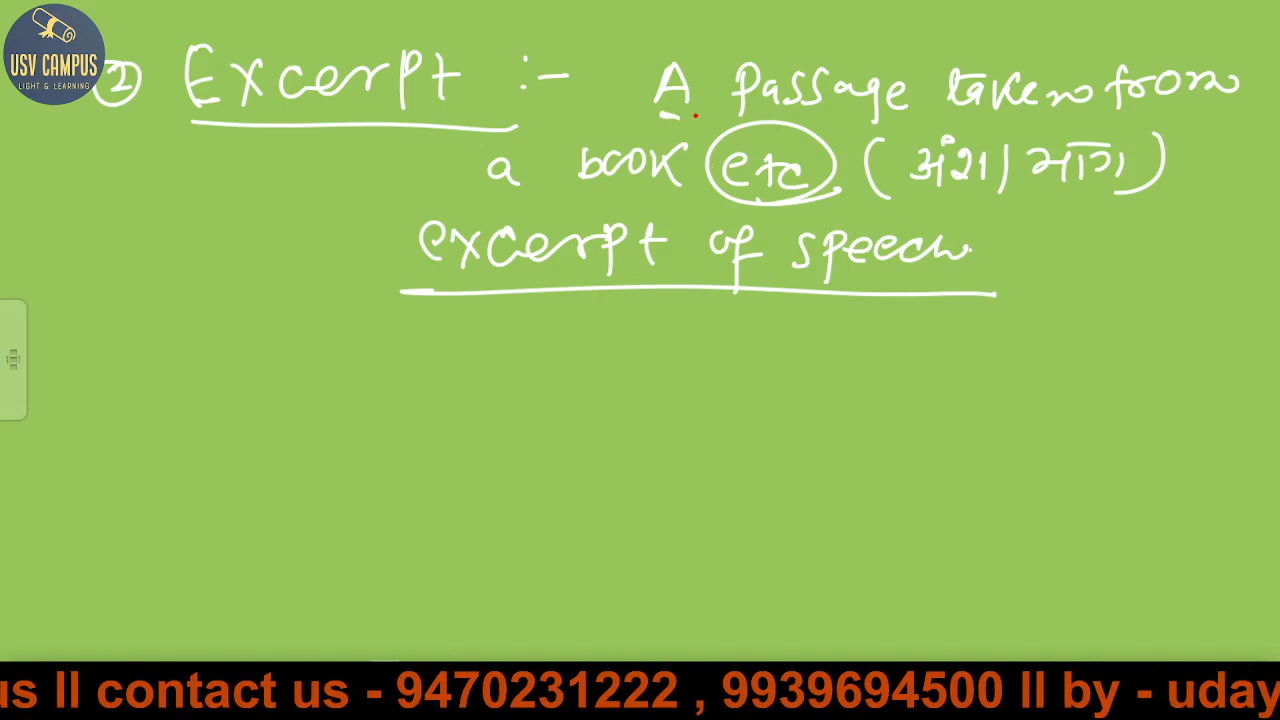 USV CAMPUS
LIGHT & LEARNING
② Excerpt :- A passage taken from
a book etc (अंश/भाग)
excerpt of speech
us ll contact us - 9470231222 , 9939694500 ll by - uday